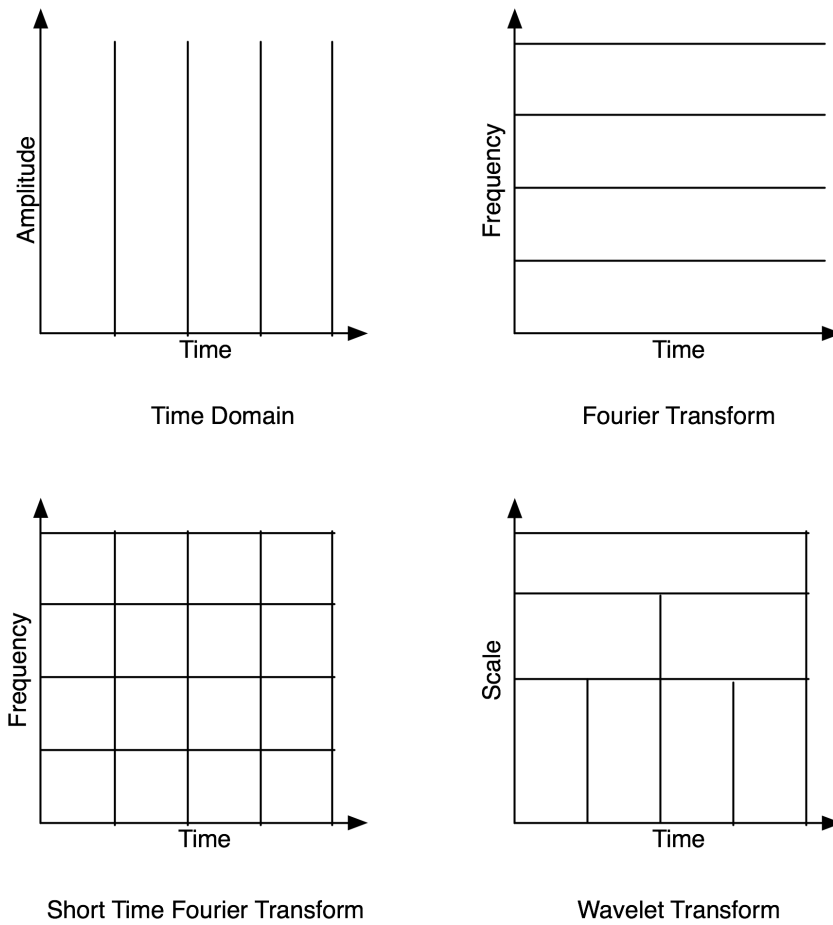 Amplitude
Time
Time Domain
Frequency
Time
Fourier Transform
Frequency
Time
Short Time Fourier Transform
Scale
Time
Wavelet Transform